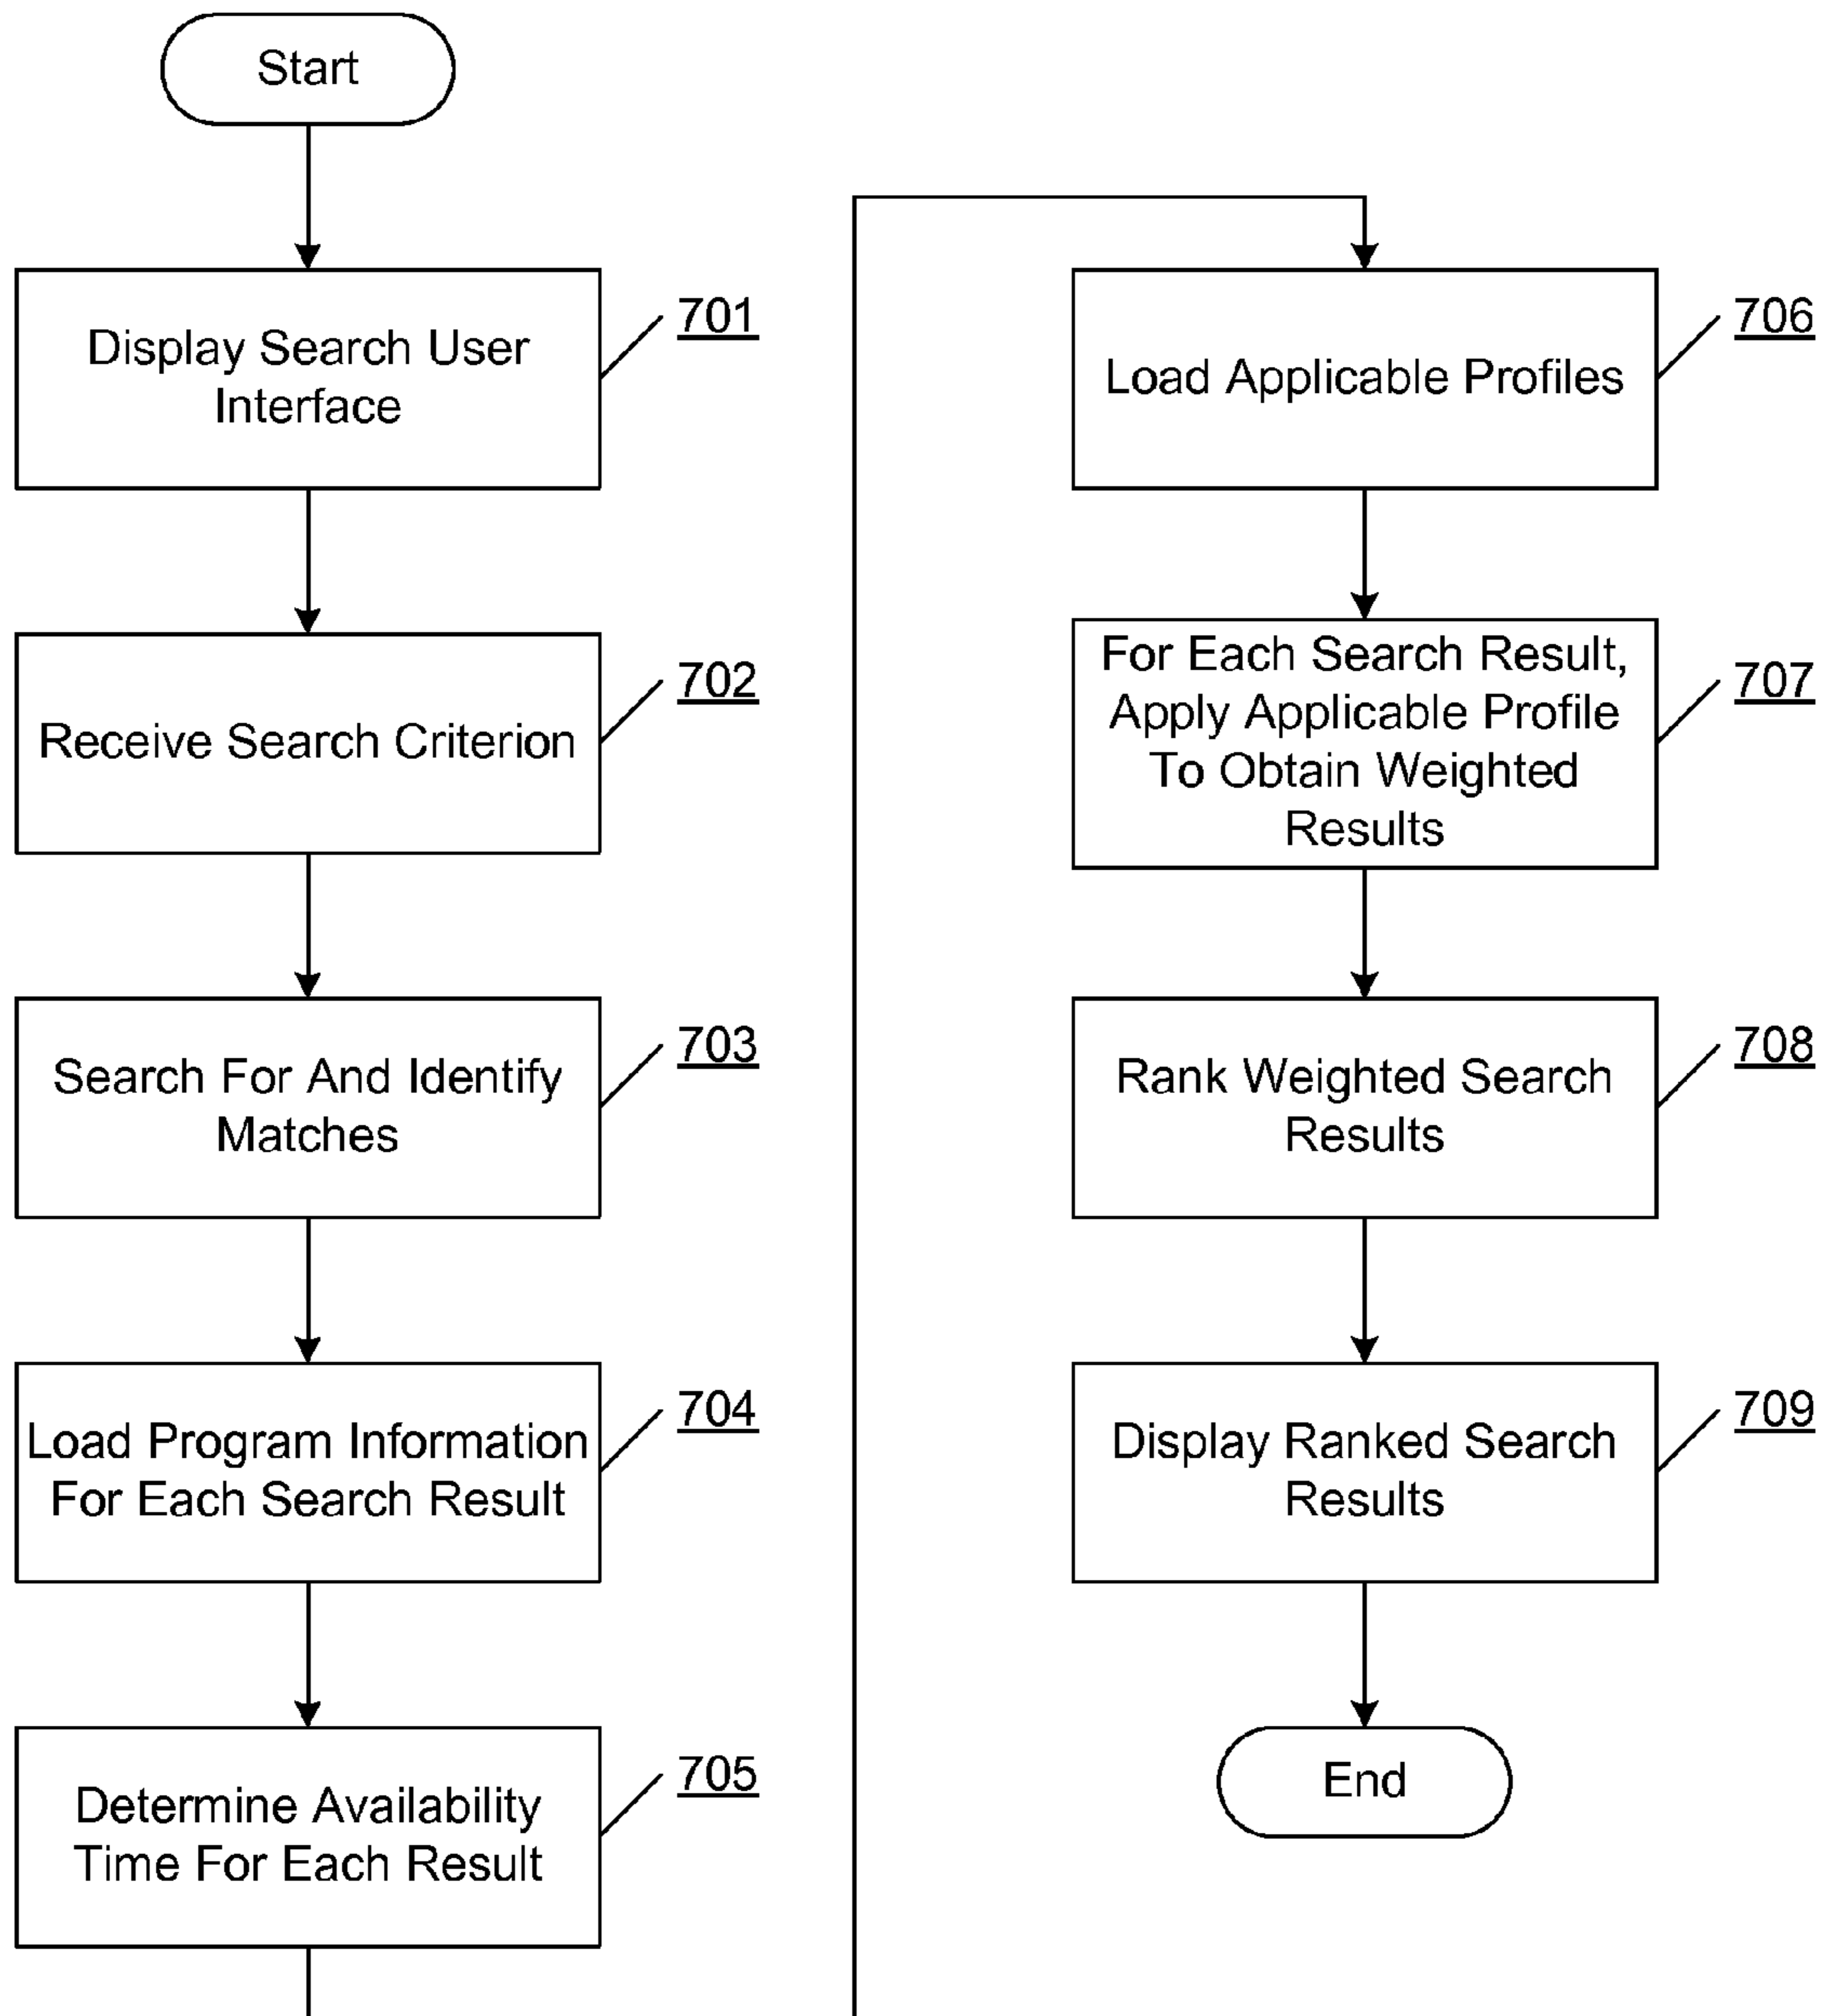 Start
Display Search User
Interface
701
Receive Search Criterion
702
Search For And Identify
Matches
703
Load Program Information
For Each Search Result
704
Determine Availability
Time For Each Result
705
Load Applicable Profiles
706
For Each Search Result,
Apply Applicable Profile
To Obtain Weighted
Results
707
Rank Weighted Search
Results
708
Display Ranked Search
Results
709
End